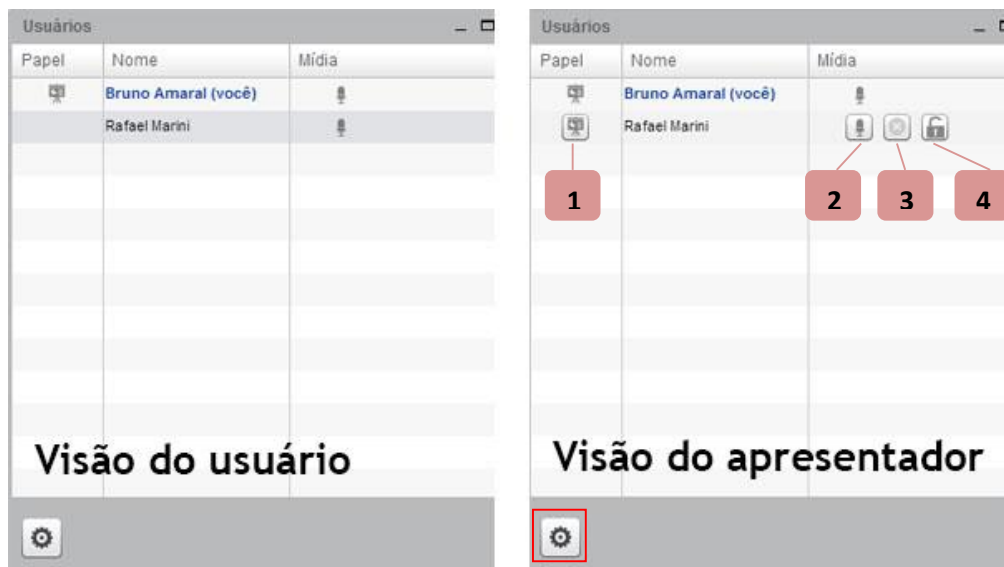 Usuários
Papel Nome Mídia
Bruno Amaral (você)
Rafael Marini
Visão do usuário
Usuários
Papel Nome Mídia
Bruno Amaral (você)
Rafael Marini
1 2 3 4
Visão do apresentador